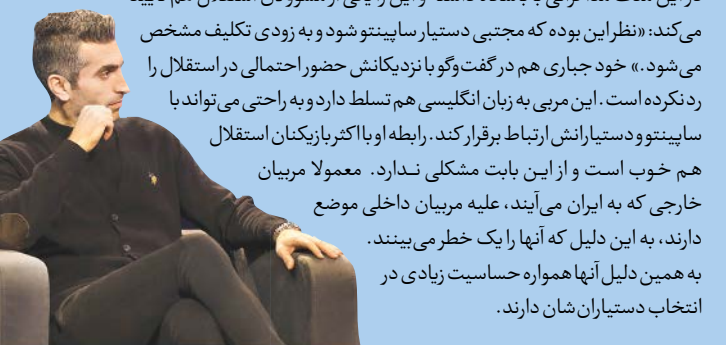 می‌کند: «نظر این بوده که مجتبی دستیار ساپینتو شود و به زودی تکلیف مشخص
می‌شود.» خود جباری هم در گفت‌وگو با نزدیکانش حضور احتمالی در استقلال را
رد نکرده است. این مربی به زبان انگلیسی هم تسلط دارد و به راحتی می‌تواند با
ساپینتو و دستیارانش ارتباط برقرار کند. رابطه او با اکثر بازیکنان استقلال
هم خوب است و از این بابت مشکلی ندارد. معمولا مربیان
خارجی که به ایران می‌آیند، علیه مربیان داخلی موضع
دارند، به این دلیل که آنها را یک خطر می‌بینند.
به همین دلیل آنها همواره حساسیت زیادی در
انتخاب دستیاران‌شان دارند.